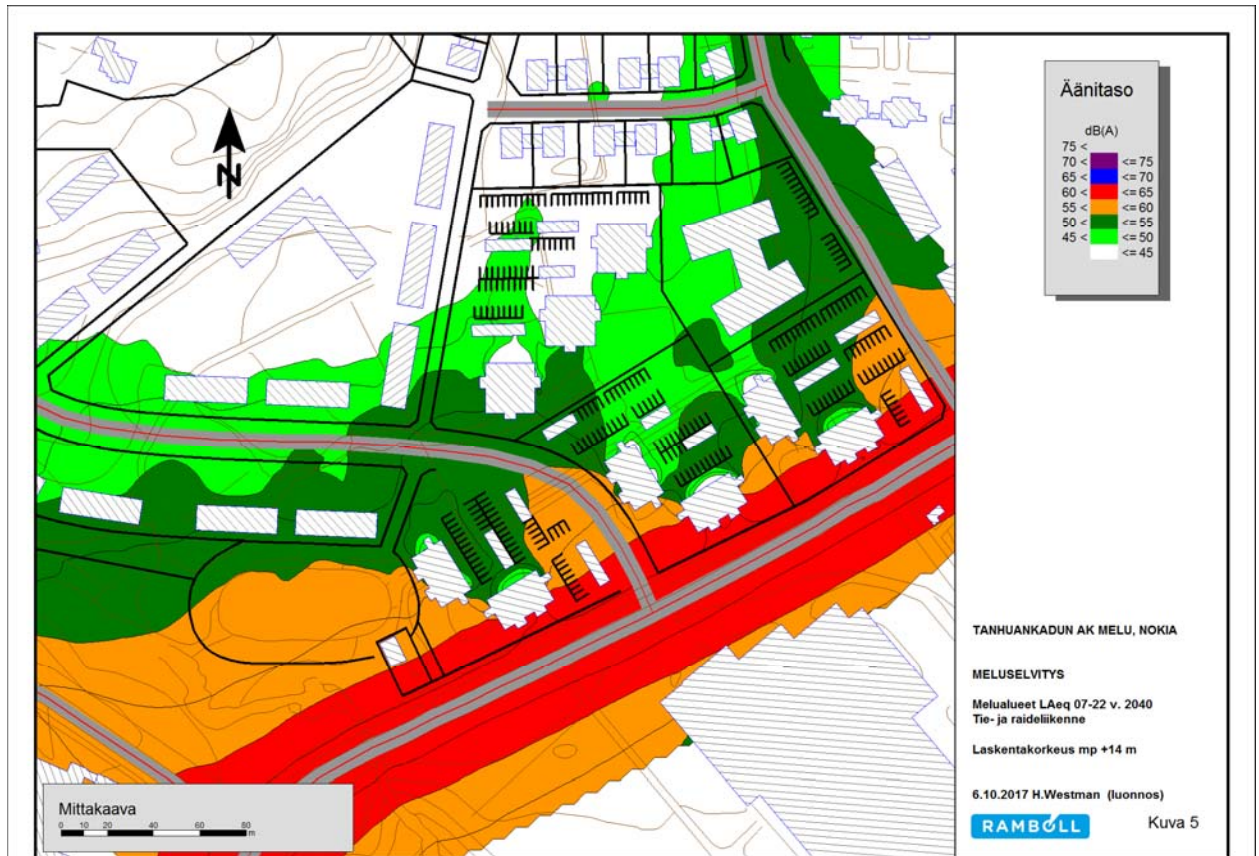 N
Äänitaso
dB(A)
75 <
70 < <= 75
65 < <= 70
60 < <= 65
55 < <= 60
50 < <= 55
45 < <= 50
<= 45
TANHUANKADUN AK MELU, NOKIA
MELUSELVITYS
Melualueet LAeq 07-22 v. 2040
Tie- ja raideliikenne
Laskentakorkeus mp +14 m
6.10.2017 H.Westman (luonnos)
RAMBOLL
Kuva 5
Mittakaava
0 10 20 40 60 80
m